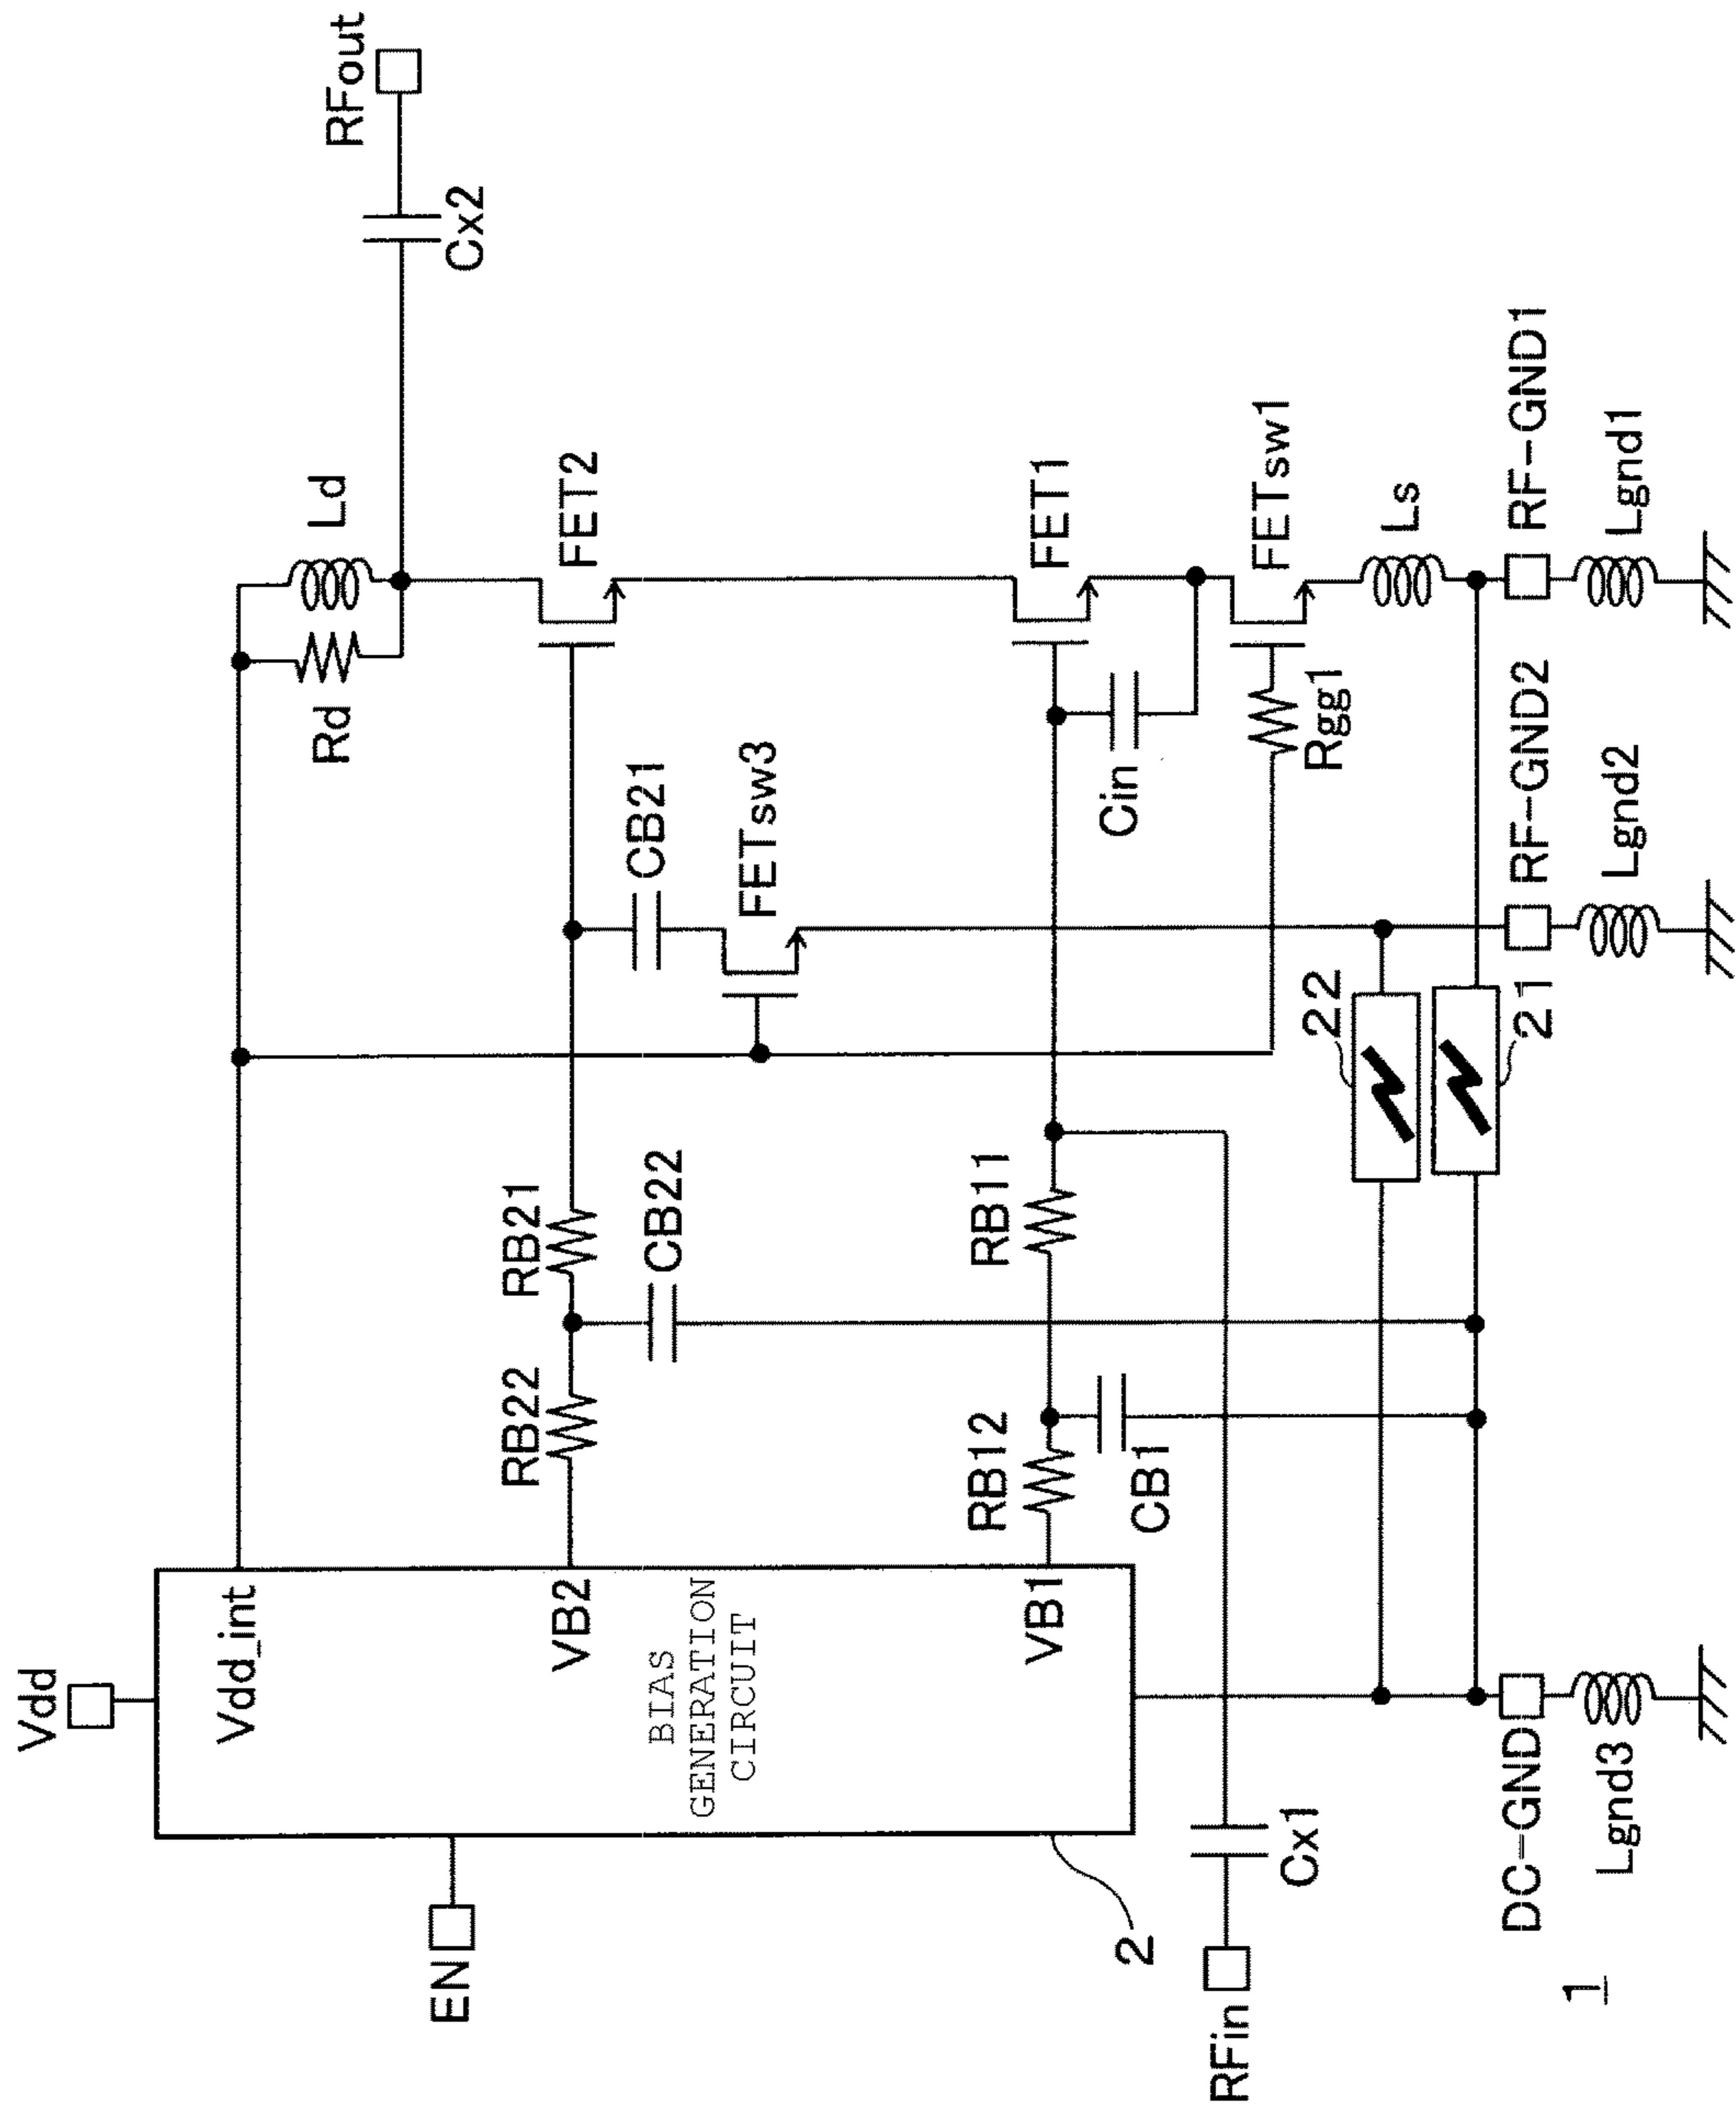 Vdd
EN
Vdd_int
VB2
BIAS
GENERATION
CIRCUIT
VB1
2
RFin
Cx1
RB22
RB21
CB22
RB12
RB11
CB1
CB21
FETsw3
Rd
Ld
Cx2
RFout
FET2
FET1
Cin
FETsw1
Rgg1
Ls
22
21
DC-GND
Lgnd3
RF-GND2
Lgnd2
RF-GND1
Lgnd1
1